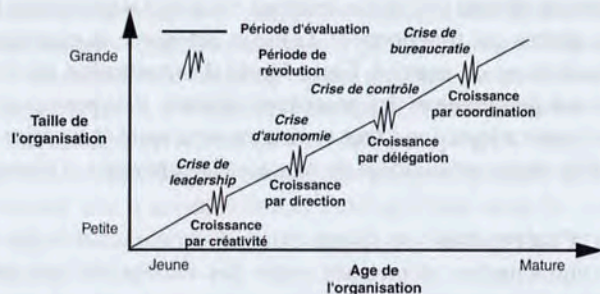 Période d'évaluation
Grande
Période de
révolution
Crise de
bureaucratie
Crise de contrôle
Croissance
par coordination
Taille de
l'organisation
Crise
d'autonomie
Croissance
par délégation
Crise de
leadership
Croissance
par direction
Petite
Croissance
par créativité
Jeune
Age de
l'organisation
Mature